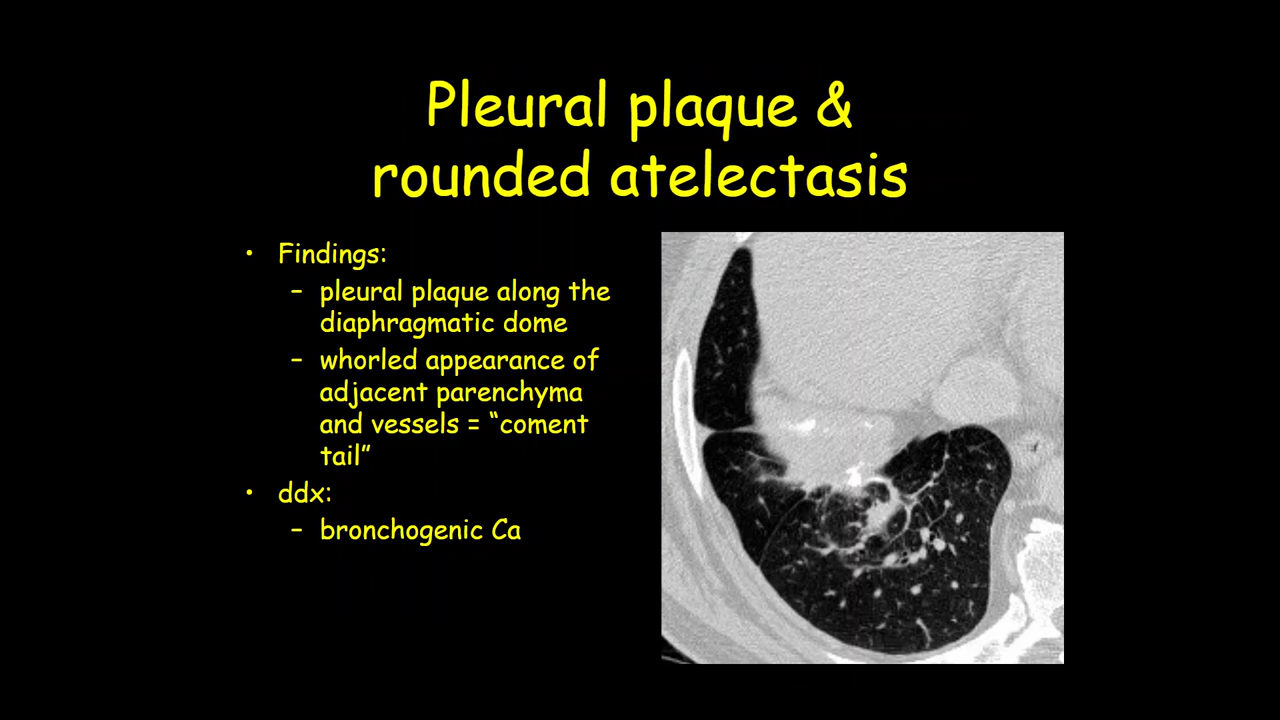 Pleural plaque &
rounded atelectasis
• Findings:
– pleural plaque along the
diaphragmatic dome
– whorled appearance of
adjacent parenchyma
and vessels = “coment
tail”
• ddx:
– bronchogenic Ca